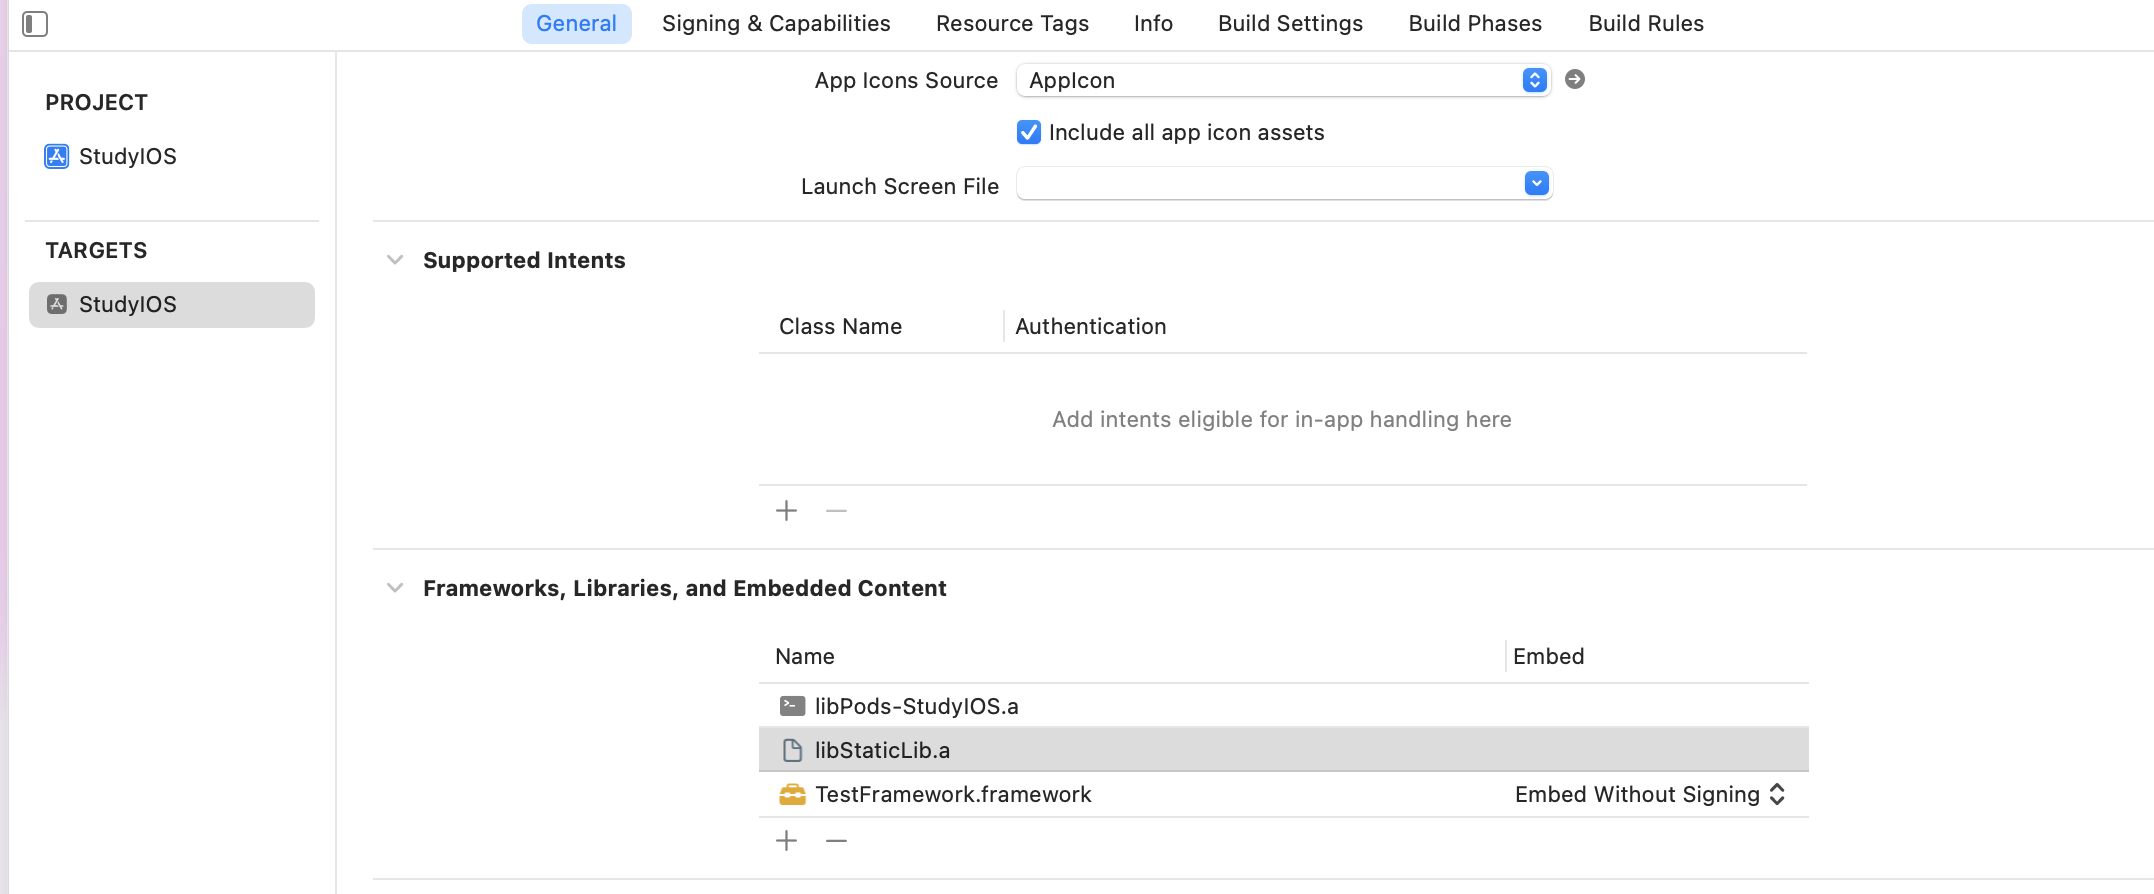 General Signing & Capabilities Resource Tags Info Build Settings Build Phases Build Rules
PROJECT
StudyIOS
TARGETS
StudyIOS
App Icons Source AppIcon
Include all app icon assets
Launch Screen File
Supported Intents
Class Name Authentication
Add intents eligible for in-app handling here
Frameworks, Libraries, and Embedded Content
Name Embed
libPods-StudyIOS.a
libStaticLib.a
TestFramework.framework Embed Without Signing